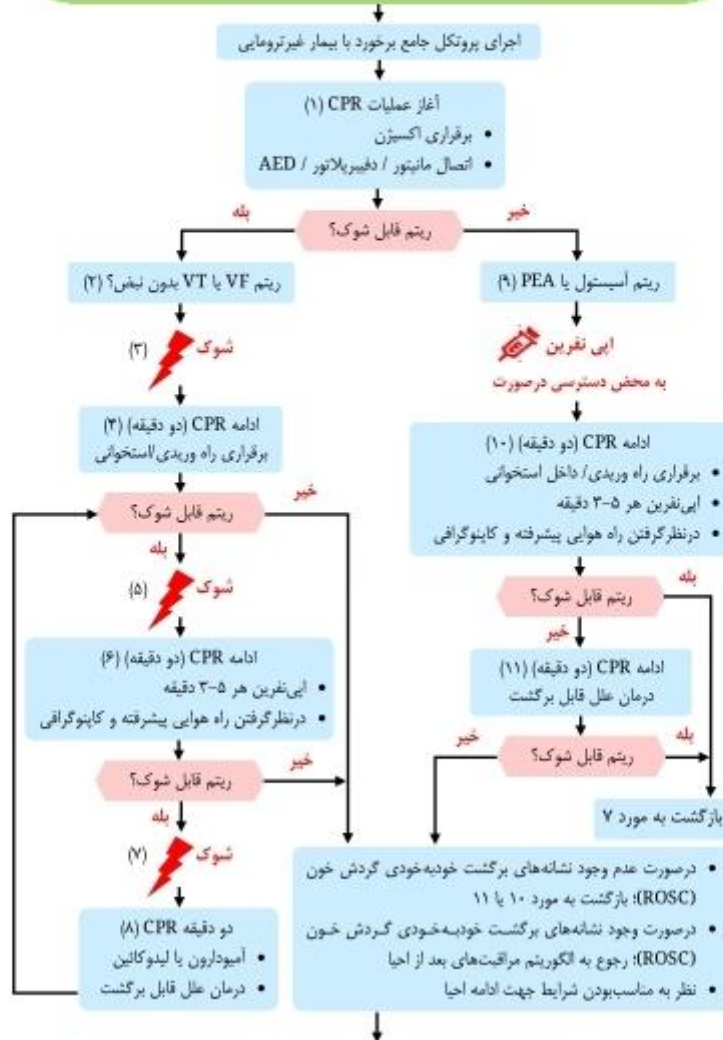 اجرای پروتکل جامع برخورد با بیمار غیرترومایی
آغاز عملیات CPR (۱)
• برقراری اکسیژن
• اتصال مانیتور / دفیبریلاتور / AED
ریتم قابل شوک؟
بله
خیر
ریتم VF یا VT بدون نبض؟ (۲)
شوک (۳)
ادامه CPR (دو دقیقه) (۴)
برقراری راه وریدی/استخوانی
ریتم قابل شوک؟
خیر
بله
شوک (۵)
ادامه CPR (دو دقیقه) (۶)
• اپی‌نفرین هر ۵-۳ دقیقه
• درنظرگرفتن راه هوایی پیشرفته و کاپنوگرافی
ریتم قابل شوک؟
خیر
بله
شوک (۷)
دو دقیقه CPR (۸)
• آمیودارون یا لیدوکائین
• درمان علل قابل برگشت
ریتم آسیستول یا PEA (۹)
اپی نفرین
به محض دسترسی درصورت
ادامه CPR (دو دقیقه) (۱۰)
• برقراری راه وریدی/ داخل استخوانی
• اپی‌نفرین هر ۵-۳ دقیقه
• درنظرگرفتن راه هوایی پیشرفته و کاپنوگرافی
ریتم قابل شوک؟
بله
خیر
ادامه CPR (دو دقیقه) (۱۱)
درمان علل قابل برگشت
ریتم قابل شوک؟
خیر
بله
بازگشت به مورد ۷
• درصورت عدم وجود نشانه‌های برگشت خودبه‌خودی گردش خون
(ROSC)؛ بازگشت به مورد ۱۰ یا ۱۱
• درصورت وجود نشانه‌های برگشت خودبه‌خودی گردش خون
(ROSC)؛ رجوع به الگوریتم مراقبت‌های بعد از احیا
• نظر به مناسب‌بودن شرایط جهت ادامه احیا